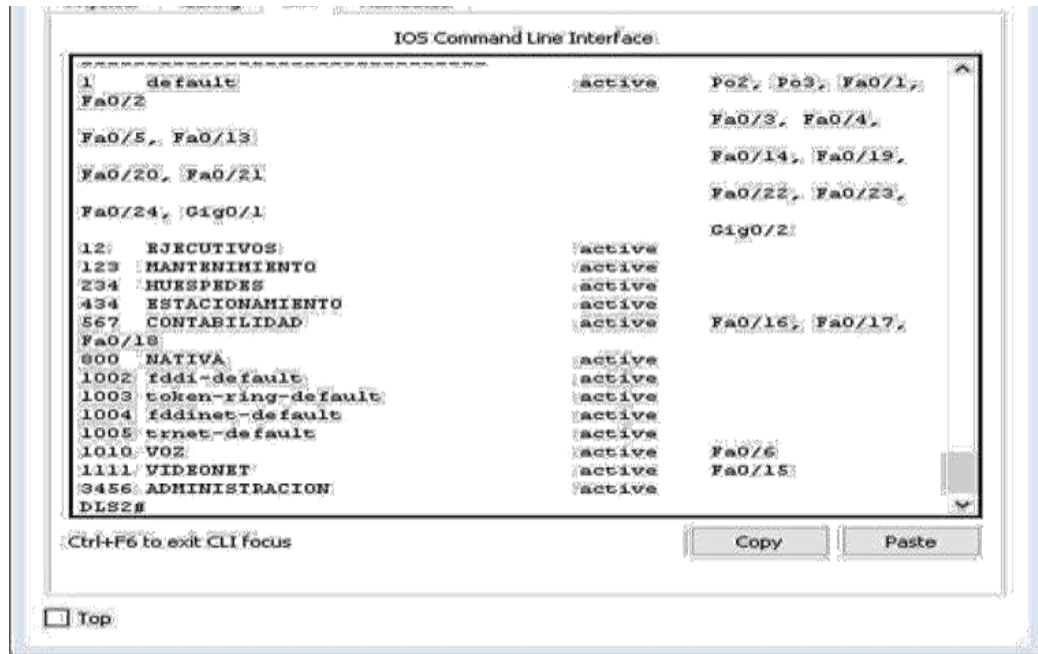 IOS Command Line Interface
1 default active Po2, Po3, Fa0/1,
Fa0/2
Fa0/3, Fa0/4,
Fa0/5, Fa0/13
Fa0/14, Fa0/19,
Fa0/20, Fa0/21
Fa0/22, Fa0/23,
Fa0/24, Gig0/1
Gig0/2
12 EJECUTIVOS active
123 MANTENIMIENTO active
234 HUESPEDES active
434 ESTACIONAMIENTO active
567 CONTABILIDAD active Fa0/16, Fa0/17,
Fa0/18
800 NATIVA active
1002 fddi-default active
1003 token-ring-default active
1004 fddinet-default active
1005 trnet-default active
1010 VOZ active Fa0/6
1111 VIDEONET active Fa0/15
3456 ADMINISTRACION active
DLS2#
Ctrl+F6 to exit CLI focus
Copy
Paste
Top